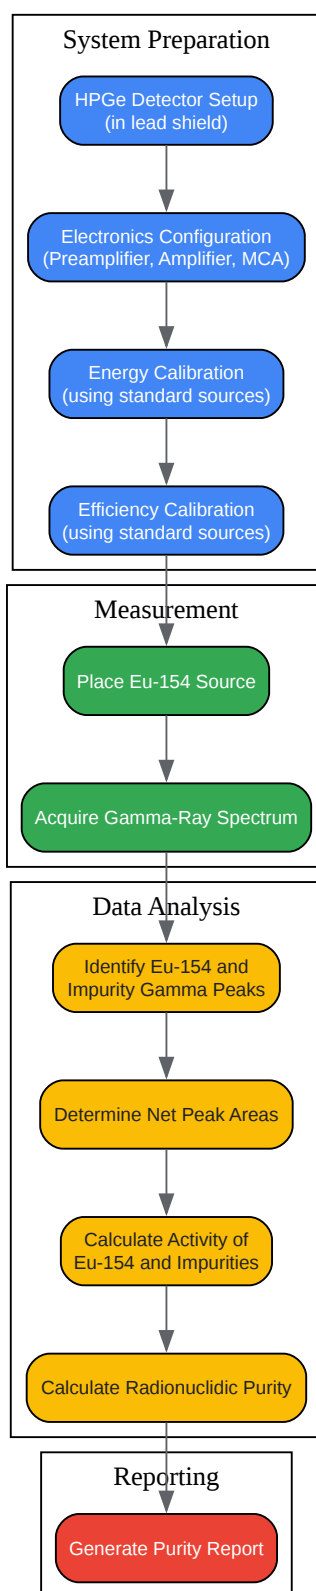 System Preparation
HPGe Detector Setup
(in lead shield)
Electronics Configuration
(Preamplifier, Amplifier, MCA)
Energy Calibration
(using standard sources)
Efficiency Calibration
(using standard sources)
Measurement
Place Eu-154 Source
Acquire Gamma-Ray Spectrum
Data Analysis
Identify Eu-154 and
Impurity Gamma Peaks
Determine Net Peak Areas
Calculate Activity of
Eu-154 and Impurities
Calculate Radionuclidic Purity
Reporting
Generate Purity Report